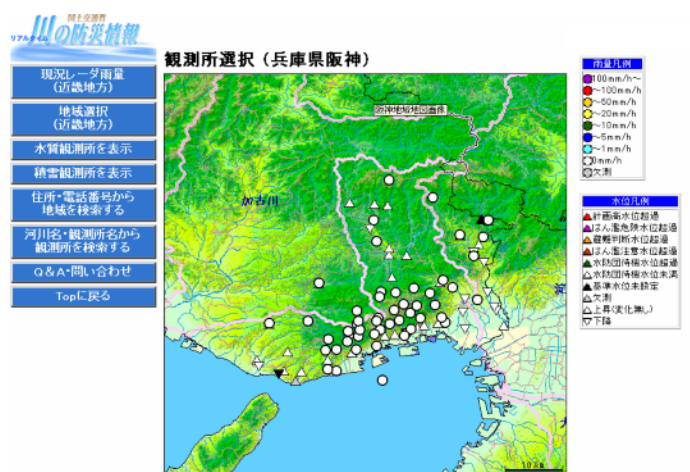 国土交通省
リアルタイム 川の防災情報
現況レーダ雨量
(近畿地方)
地域選択
(近畿地方)
水質観測所を表示
積雪観測所を表示
住所・電話番号から
地域を検索する
河川名・観測所名から
観測所を検索する
Q&A・問い合わせ
Topに戻る
観測所選択(兵庫県阪神)
阪神地域地図画像
加古川
10km
雨量凡例
100mm/h~
~100mm/h
~50mm/h
~20mm/h
~10mm/h
~5mm/h
~1mm/h
0mm/h
欠測
水位凡例
計画高水位超過
はん濫危険水位超過
避難判断水位超過
はん濫注意水位超過
水防団待機水位超過
水防団待機水位未満
基準水位未設定
欠測
上昇(変化無し)
下降